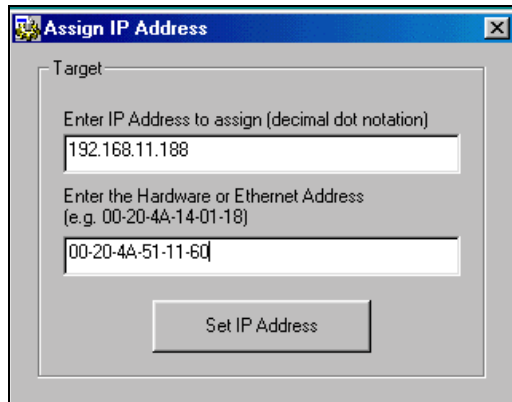 Assign IP Address
Target
Enter IP Address to assign (decimal dot notation)
192.168.11.188
Enter the Hardware or Ethernet Address
(e.g. 00-20-4A-14-01-18)
00-20-4A-51-11-60
Set IP Address